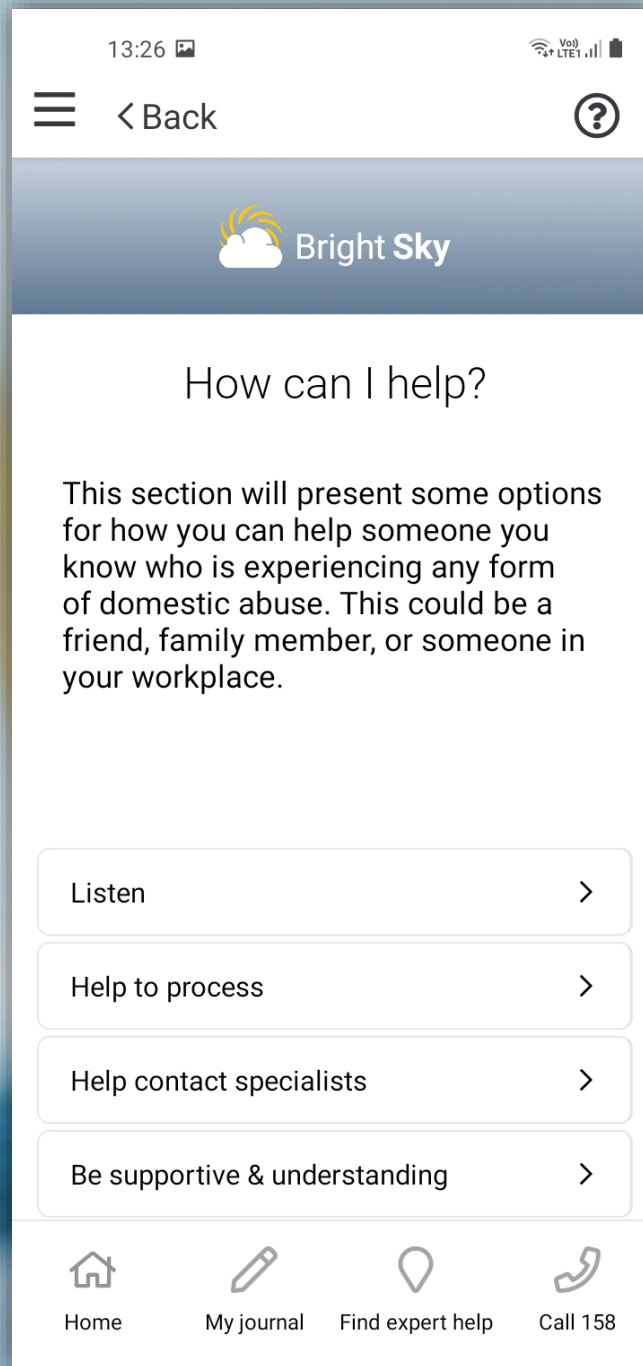 13:26
Vo)) LTE1
Back
Bright Sky
How can I help?
This section will present some options
for how you can help someone you
know who is experiencing any form
of domestic abuse. This could be a
friend, family member, or someone in
your workplace.
Listen
Help to process
Help contact specialists
Be supportive & understanding
Home
My journal
Find expert help
Call 158